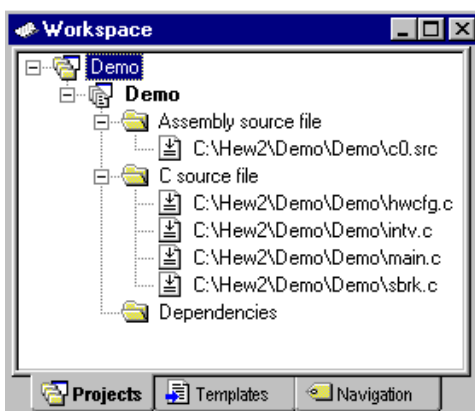 Workspace
Demo
Demo
Assembly source file
C:\Hew2\Demo\Demo\c0.src
C source file
C:\Hew2\Demo\Demo\hwcfg.c
C:\Hew2\Demo\Demo\intv.c
C:\Hew2\Demo\Demo\main.c
C:\Hew2\Demo\Demo\sbrk.c
Dependencies
Projects Templates Navigation